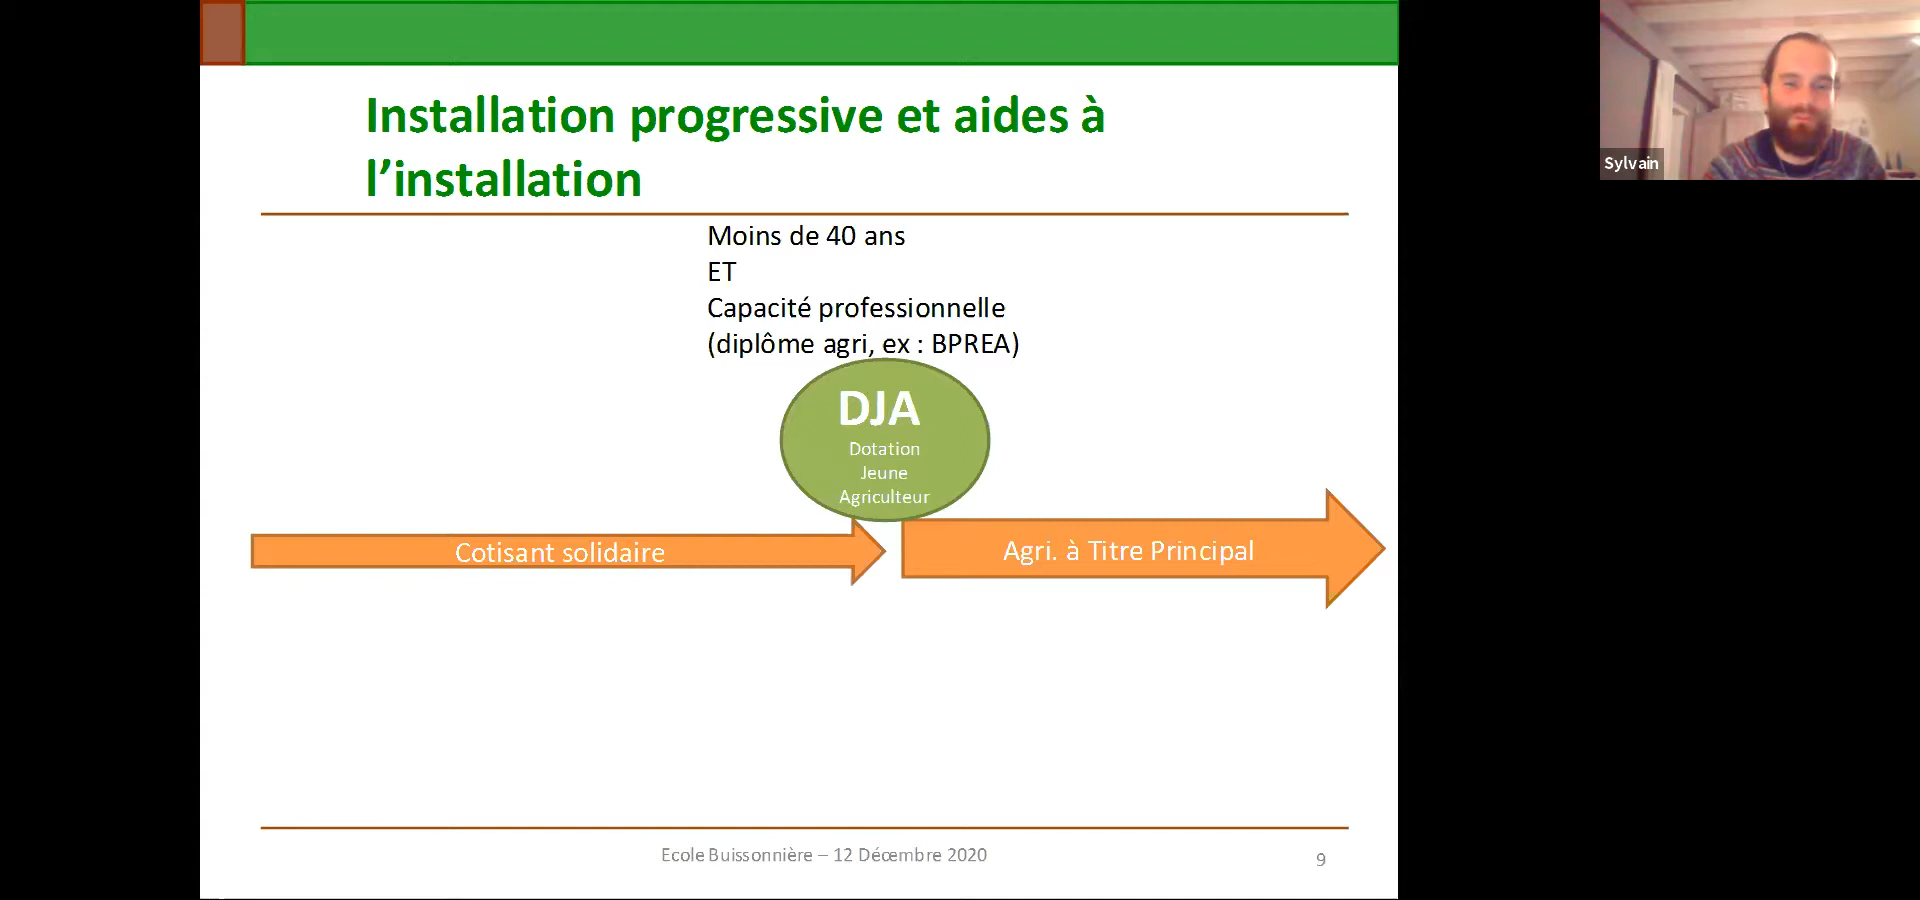 Installation progressive et aides à
l’installation
Moins de 40 ans
ET
Capacité professionnelle
(diplôme agri, ex : BPREA)
DJA
Dotation
Jeune
Agriculteur
Cotisant solidaire
Agri. à Titre Principal
Ecole Buissonnière – 12 Décembre 2020
9
Sylvain